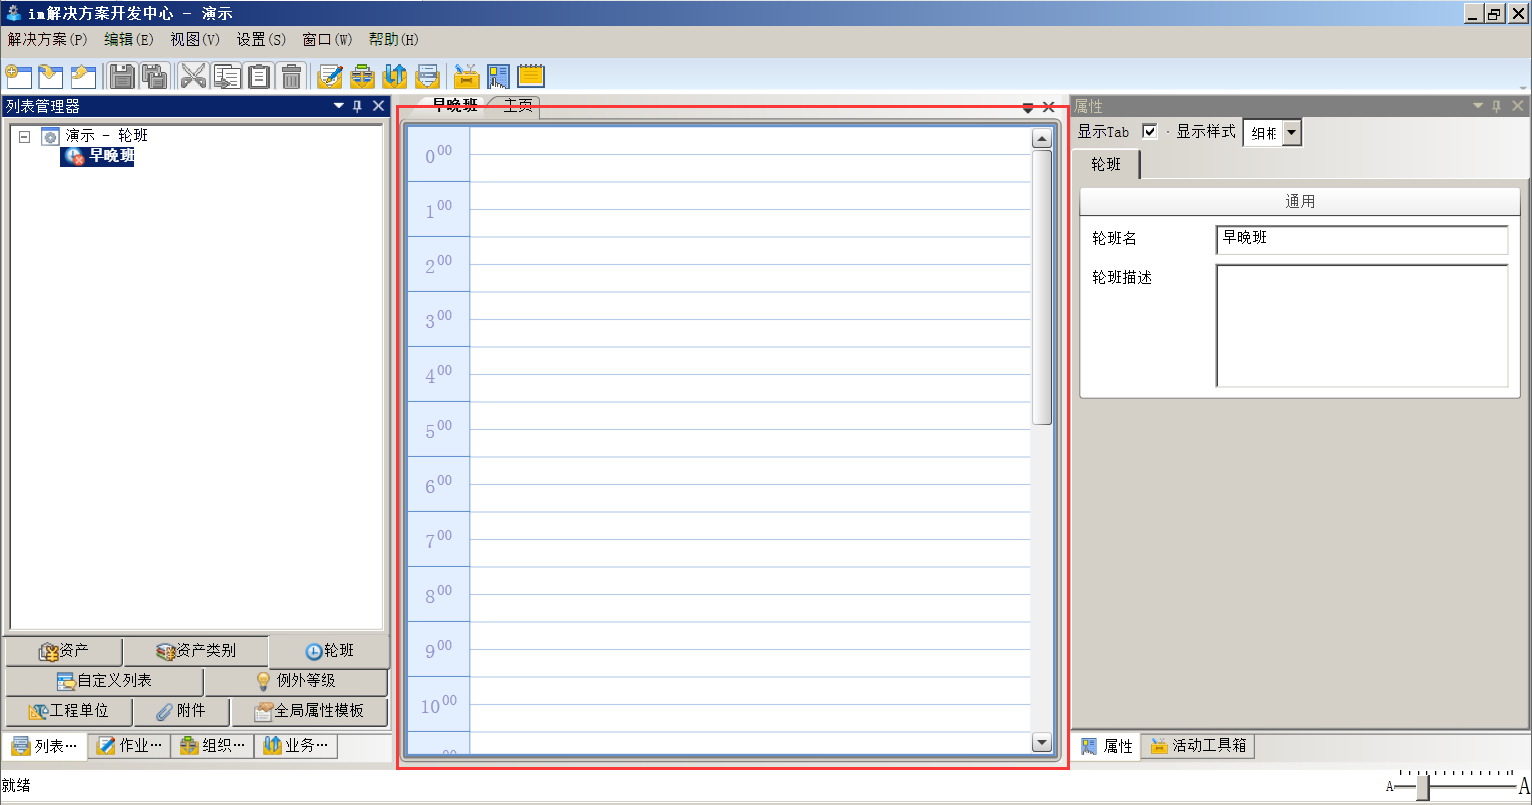 im解决方案开发中心 - 演示
解决方案(P) 编辑(E) 视图(V) 设置(S) 窗口(W) 帮助(H)
列表管理器
演示 - 轮班
早晚班
资产 资产类别 轮班
自定义列表 例外等级
工程单位 附件 全局属性模板
列表… 作业… 组织… 业务…
早晚班 主页
0 00
1 00
2 00
3 00
4 00
5 00
6 00
7 00
8 00
9 00
10 00
00
属性
显示Tab · 显示样式
轮班
通用
轮班名 早晚班
轮班描述
属性 活动工具箱
就绪
A A